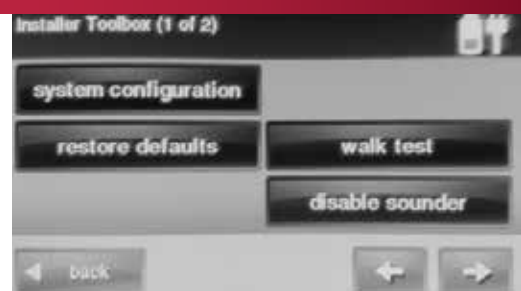 Installer Toolbox (1 of 2)
system configuration
restore defaults
walk test
disable sounder
back